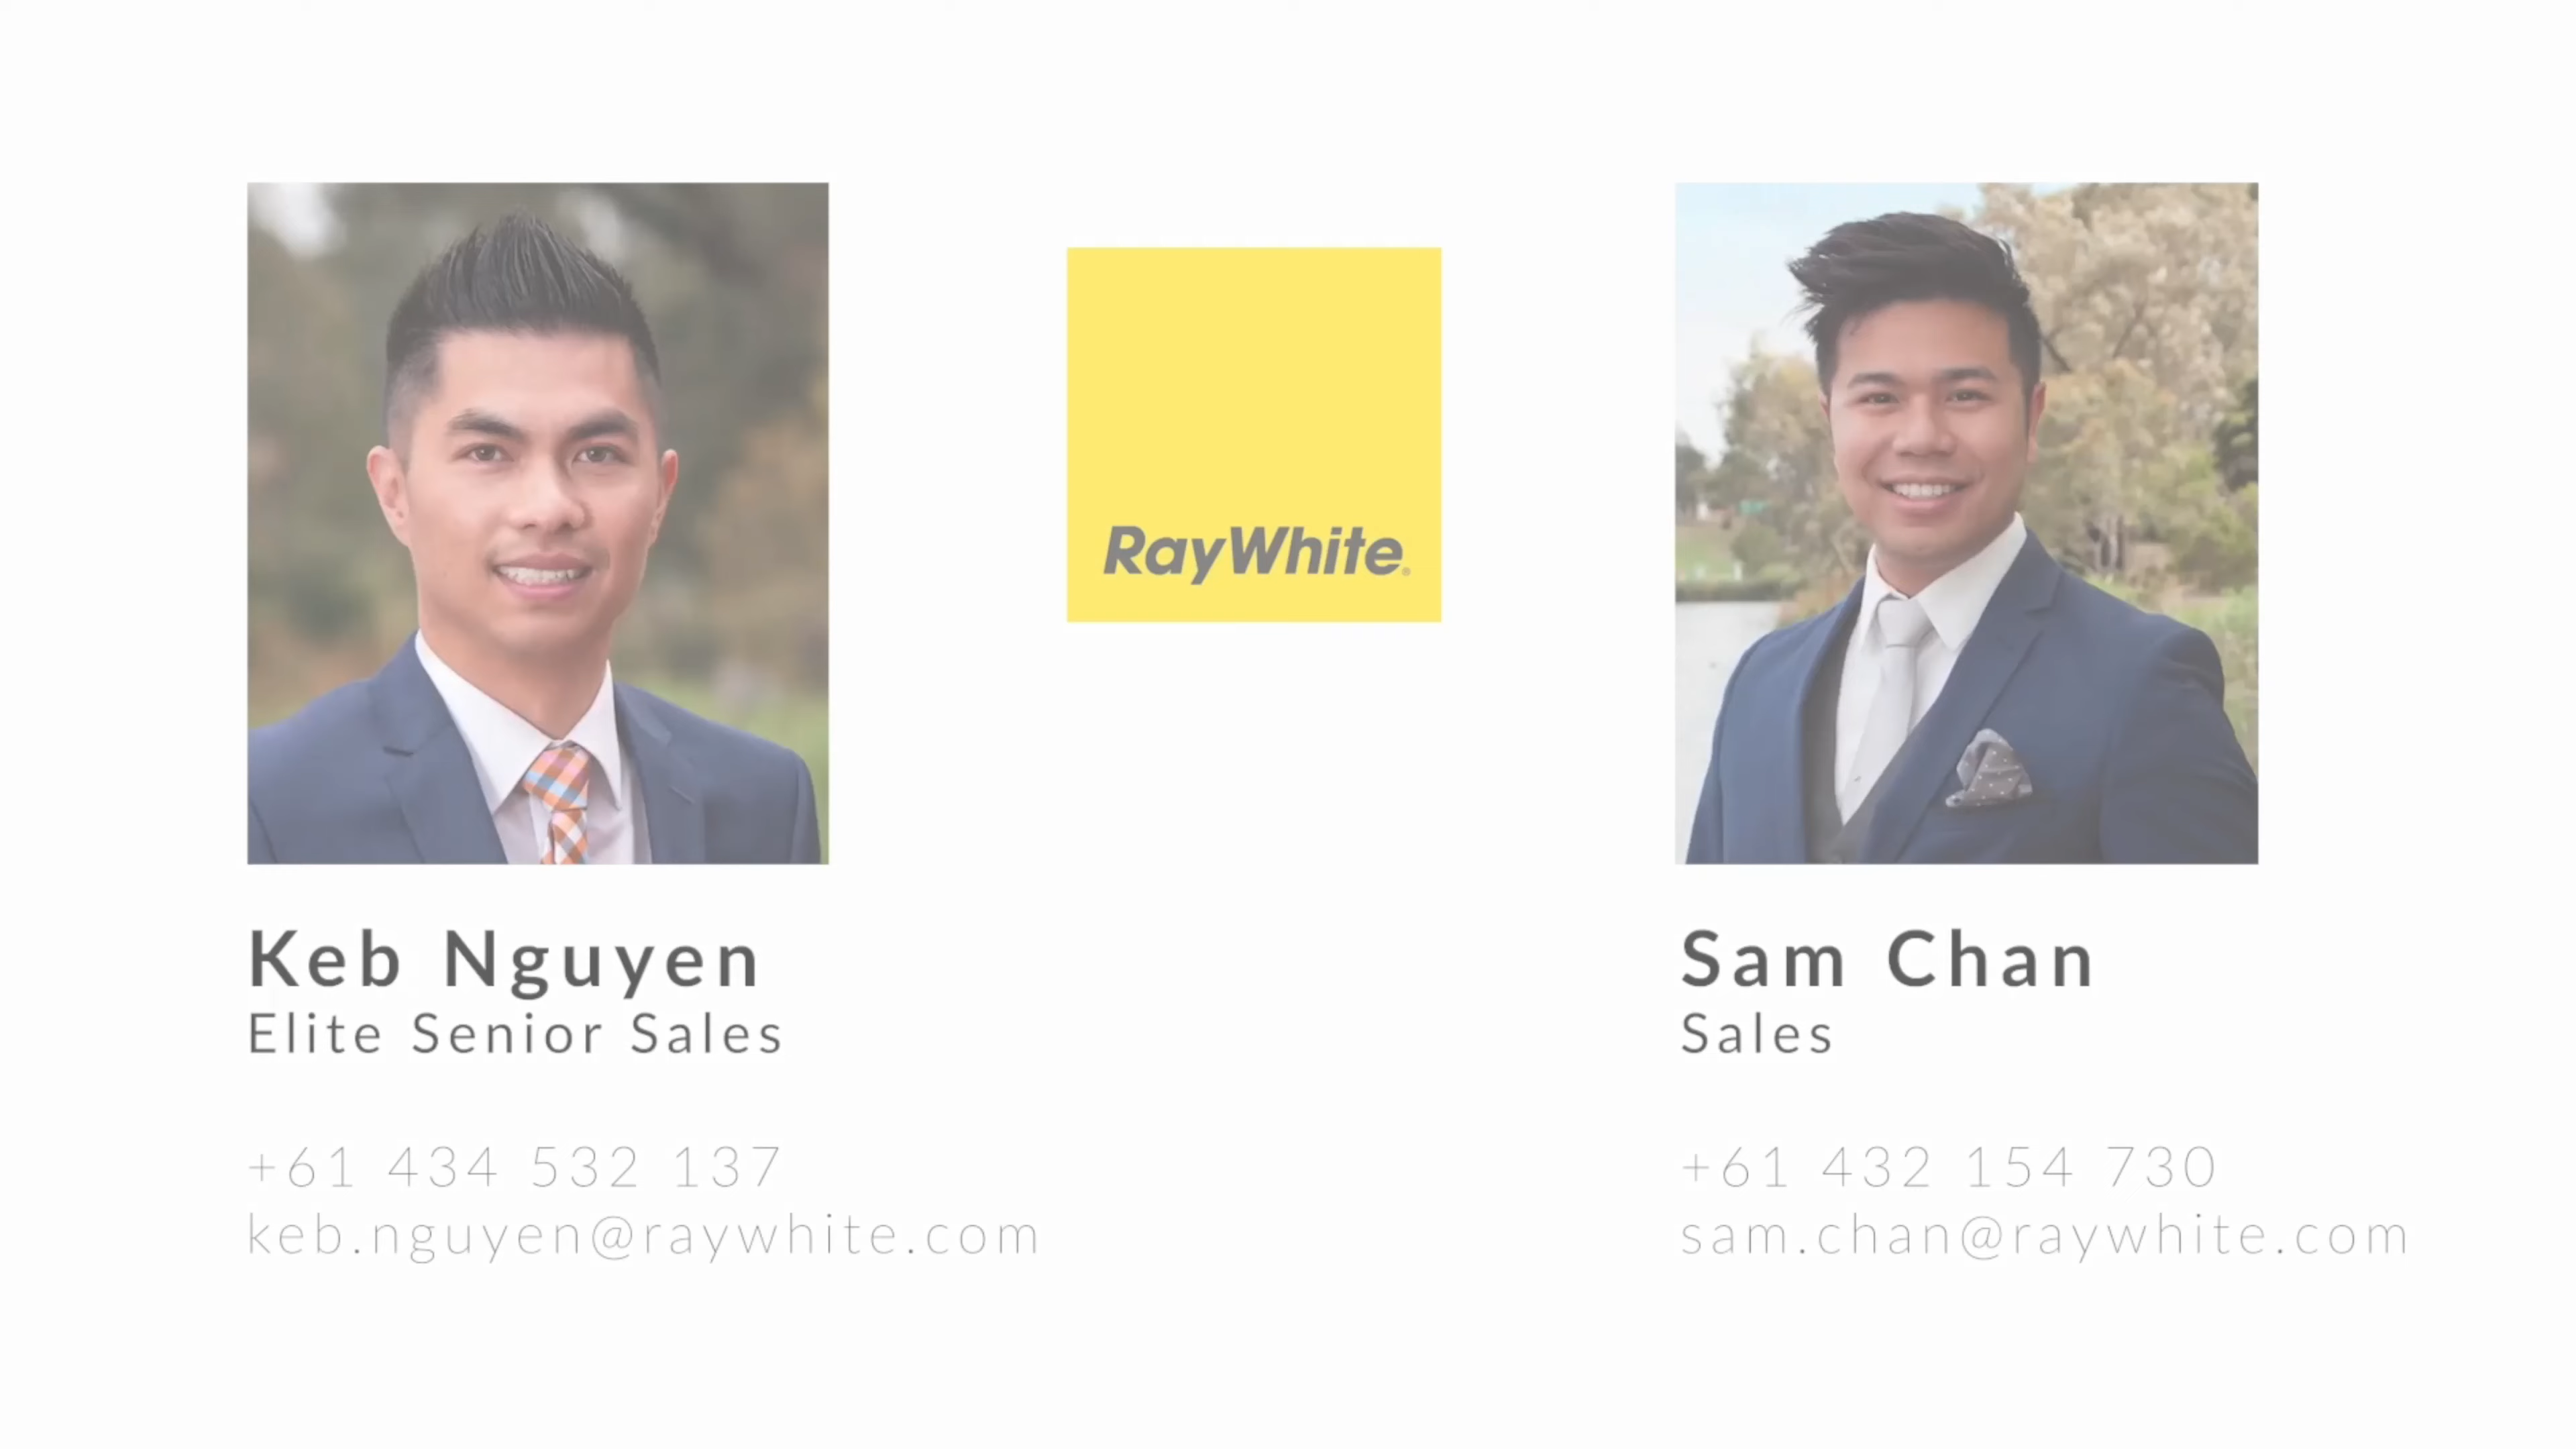 RayWhite®
Keb Nguyen
Elite Senior Sales
+61 434 532 137
keb.nguyen@raywhite.com
Sam Chan
Sales
+61 432 154 730
sam.chan@raywhite.com